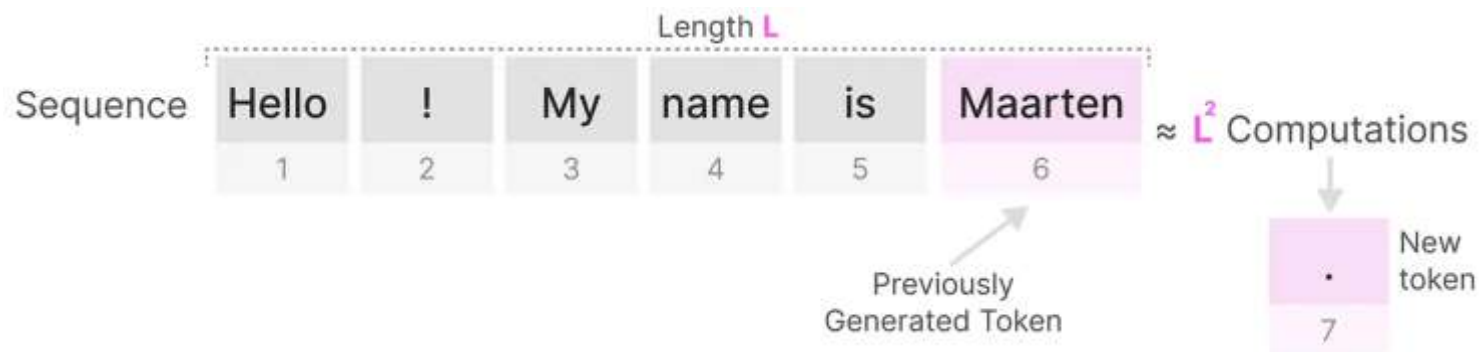 Length L
Sequence Hello ! My name is Maarten ≈ L² Computations
1 2 3 4 5 6
Previously
Generated Token
.
New
token
7